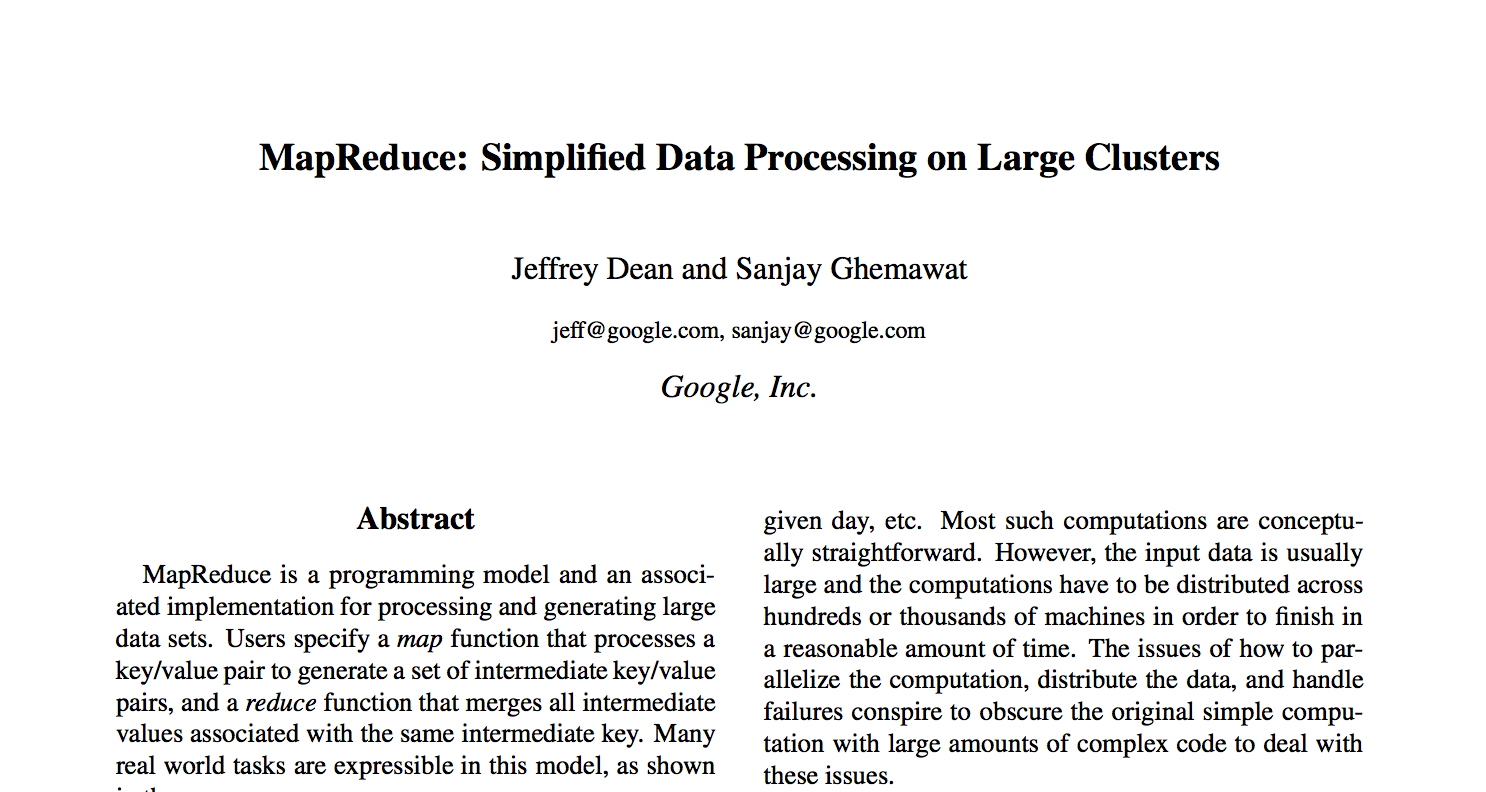 MapReduce: Simplified Data Processing on Large Clusters
Jeffrey Dean and Sanjay Ghemawat
jeff@google.com, sanjay@google.com
Google, Inc.
Abstract
MapReduce is a programming model and an associ-
ated implementation for processing and generating large
data sets. Users specify a map function that processes a
key/value pair to generate a set of intermediate key/value
pairs, and a reduce function that merges all intermediate
values associated with the same intermediate key. Many
real world tasks are expressible in this model, as shown
given day, etc. Most such computations are conceptu-
ally straightforward. However, the input data is usually
large and the computations have to be distributed across
hundreds or thousands of machines in order to finish in
a reasonable amount of time. The issues of how to par-
allelize the computation, distribute the data, and handle
failures conspire to obscure the original simple compu-
tation with large amounts of complex code to deal with
these issues.